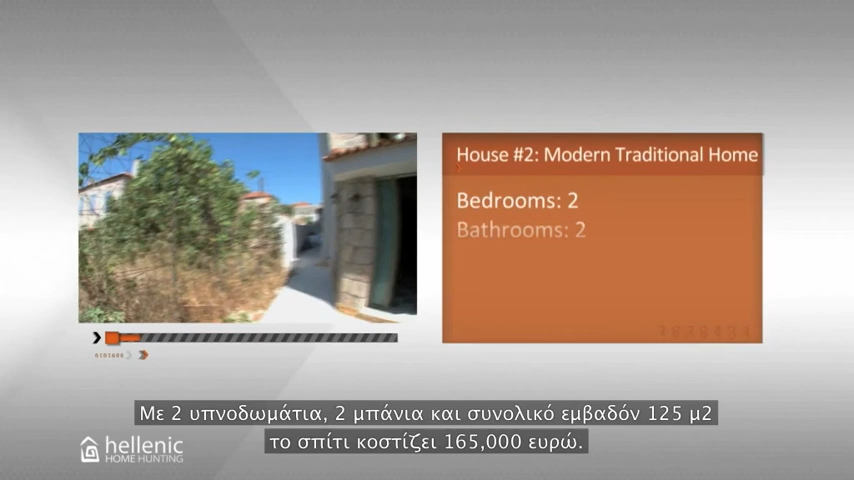 House #2: Modern Traditional Home
Bedrooms: 2
Bathrooms: 2
Με 2 υπνοδωμάτια, 2 μπάνια και συνολικό εμβαδόν 125 μ2
το σπίτι κοστίζει 165,000 ευρώ.
hellenic
HOME HUNTING